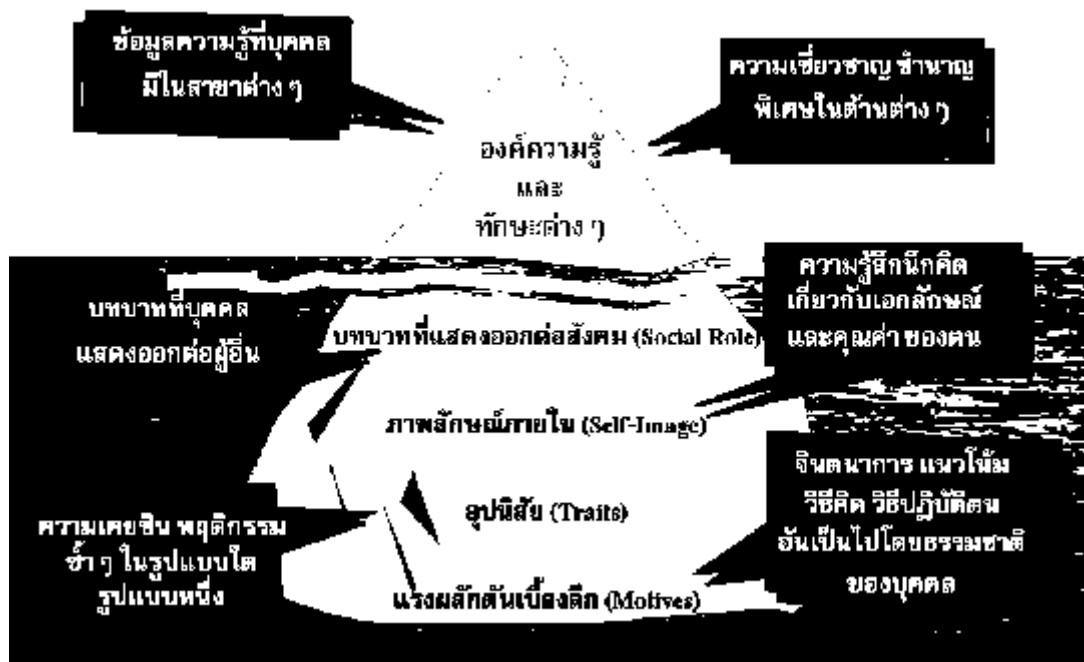 ข้อมูลความรู้ที่บุคคล
มีในสาขาต่าง ๆ
ความเชี่ยวชาญ ชำนาญ
พิเศษในด้านต่าง ๆ
องค์ความรู้
และ
ทักษะต่าง ๆ
บทบาทที่บุคคล
แสดงออกต่อผู้อื่น
บทบาทที่แสดงออกต่อสังคม (Social Role)
ความรู้สึกนึกคิด
เกี่ยวกับเอกลักษณ์
และคุณค่า ของตน
ภาพลักษณ์ภายใน (Self-Image)
อุปนิสัย (Traits)
ความเคยชิน พฤติกรรม
ซ้ำ ๆ ในรูปแบบใด
รูปแบบหนึ่ง
จินตนาการ แนวโน้ม
วิธีคิด วิธีปฏิบัติตน
อันเป็นไปโดยธรรมชาติ
ของบุคคล
แรงผลักดันเบื้องลึก (Motives)